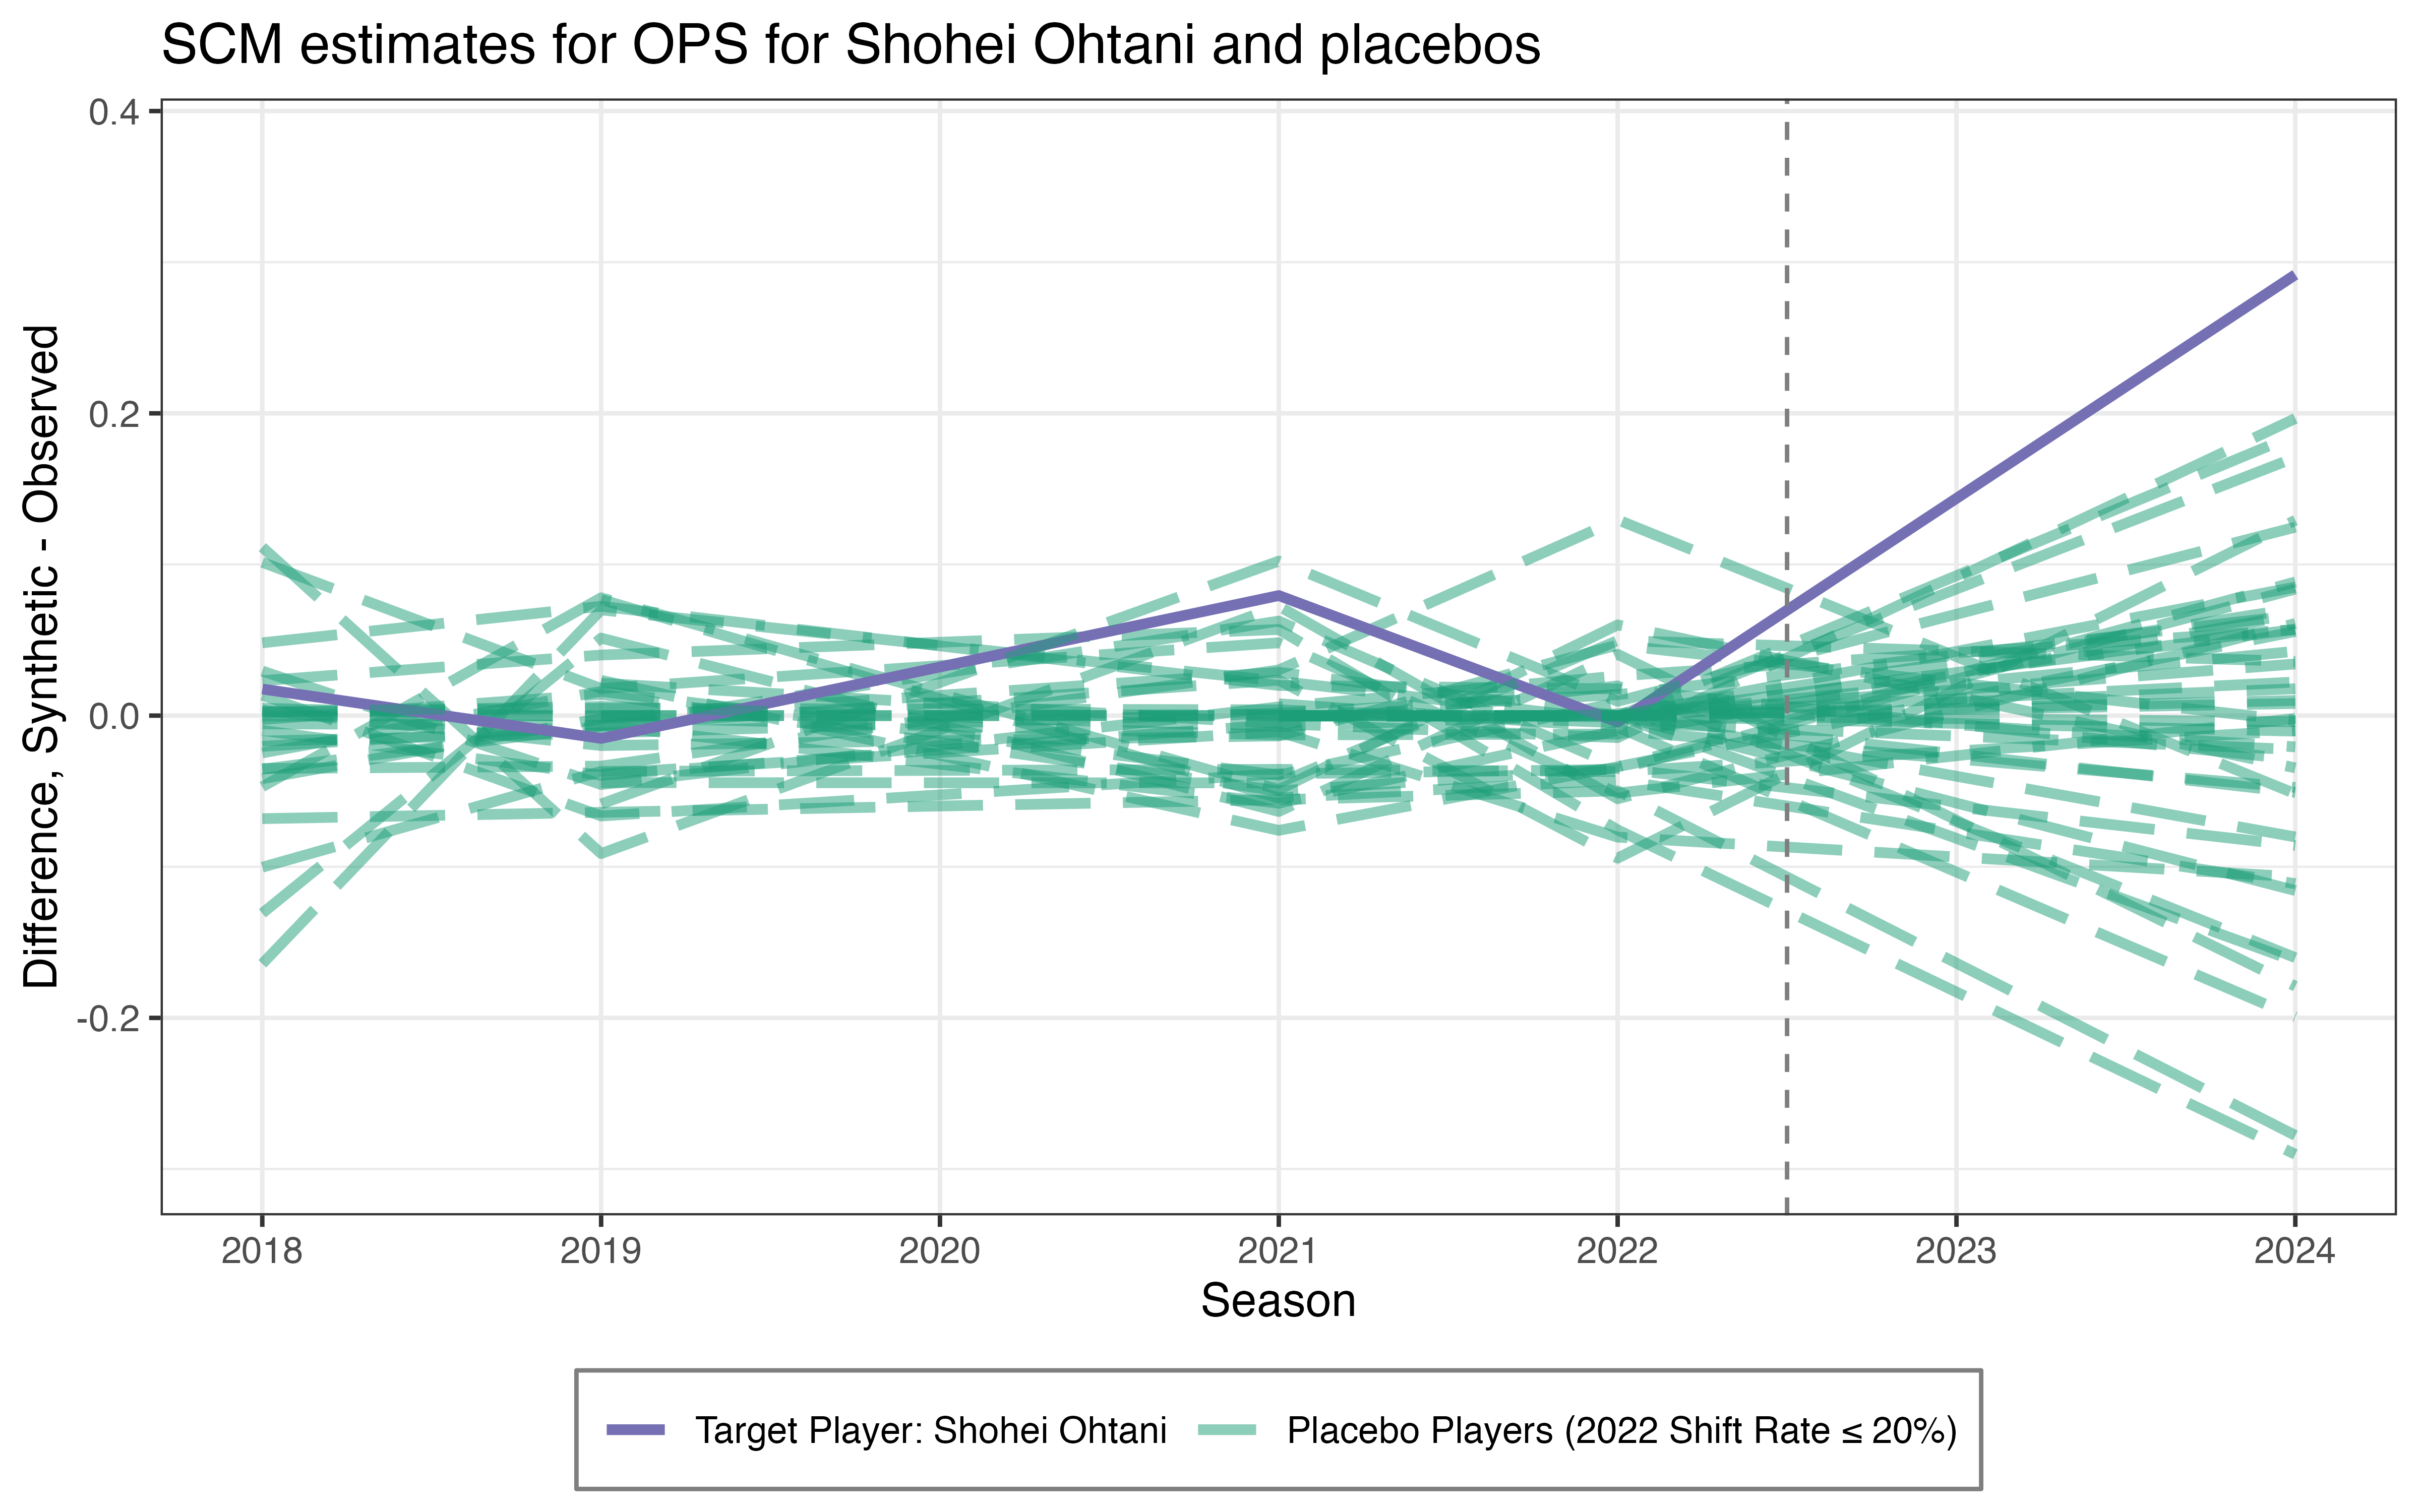 SCM estimates for OPS for Shohei Ohtani and placebos
Difference, Synthetic - Observed
0.4
0.2
0.0
-0.2
2018 2019 2020 2021 2022 2023 2024
Season
Target Player: Shohei Ohtani Placebo Players (2022 Shift Rate ≤ 20%)